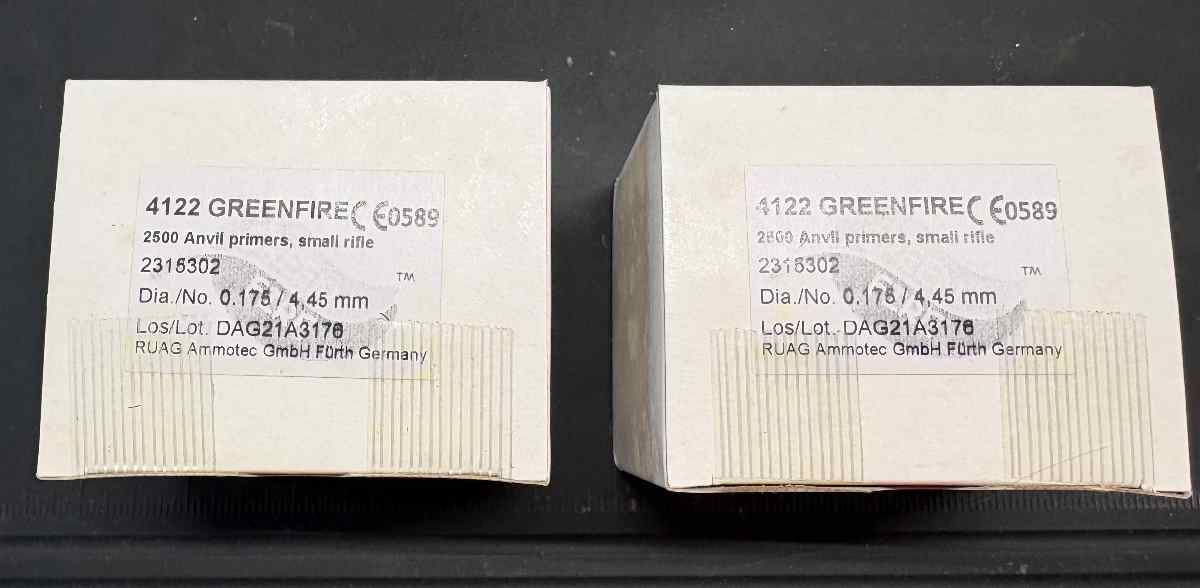 4122 GREENFIRE CE0589
2500 Anvil primers, small rifle
2315302
TM
Dia./No. 0.175 / 4,45 mm
Los/Lot. DAG21A3176
RUAG Ammotec GmbH Fürth Germany
4122 GREENFIRE CE0589
2500 Anvil primers, small rifle
2315302
TM
Dia./No. 0.175 / 4,45 mm
Los/Lot. DAG21A3176
RUAG Ammotec GmbH Fürth Germany